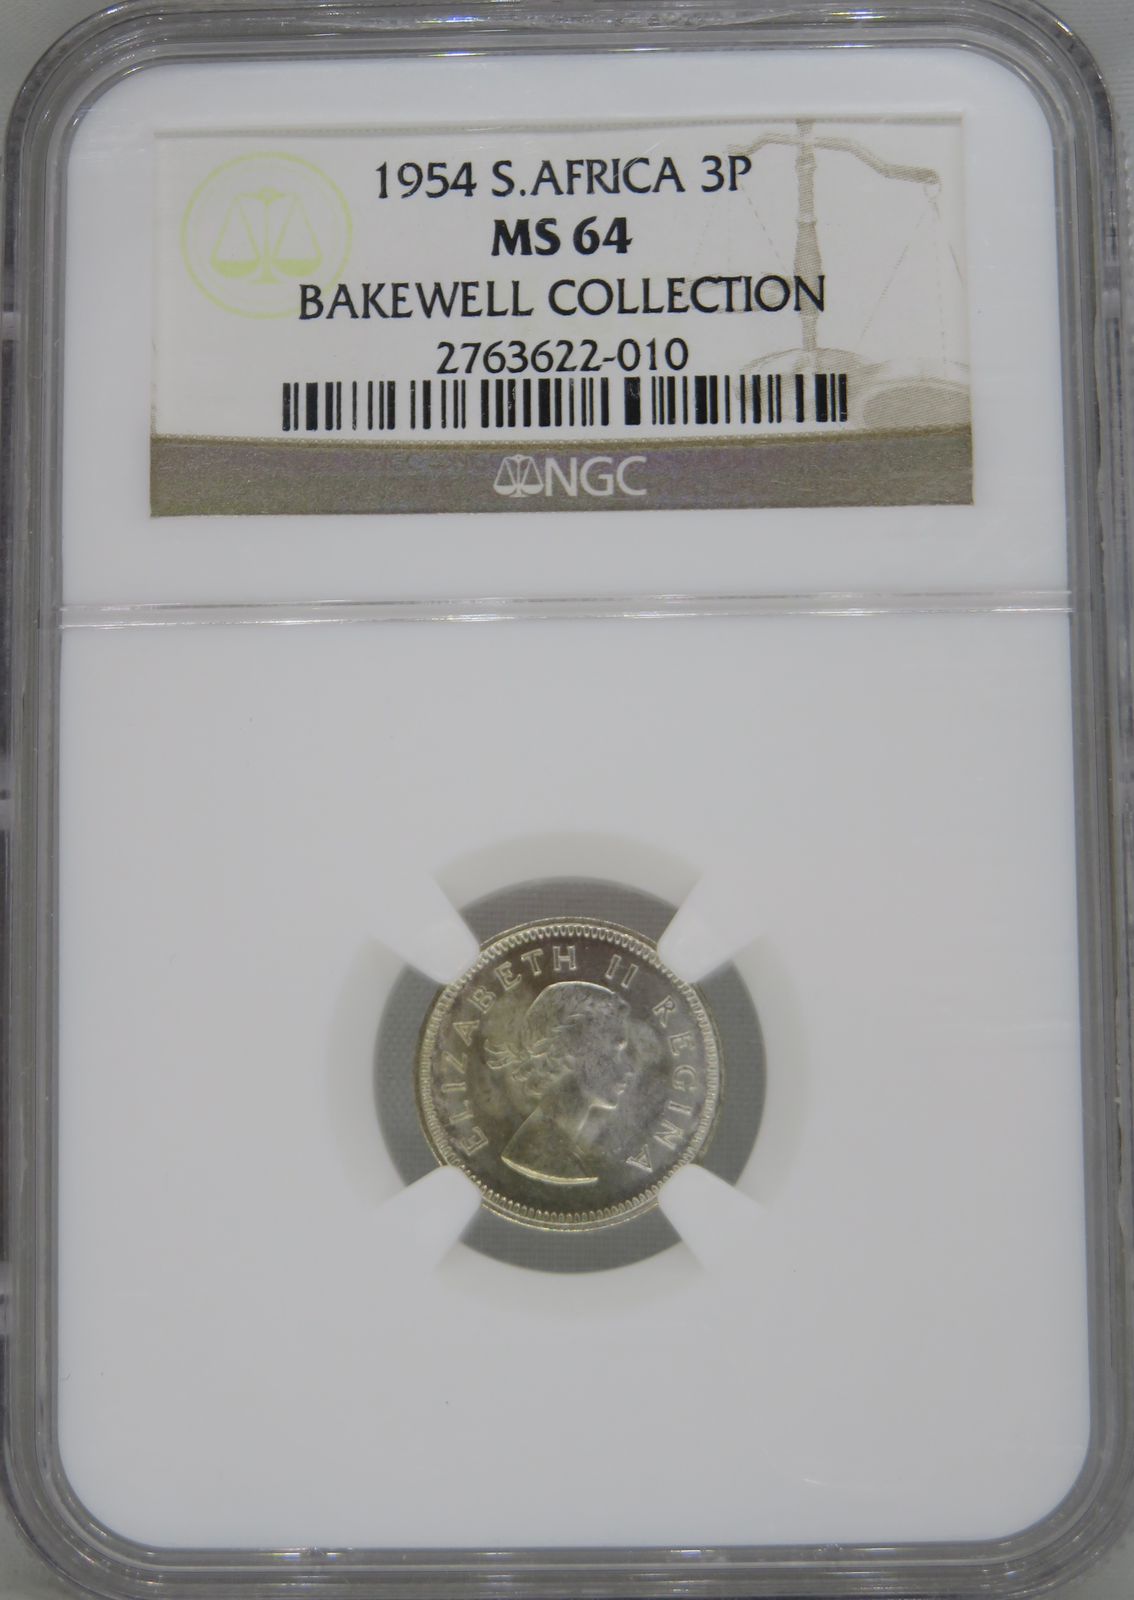 1954 S.AFRICA 3P
MS 64
BAKEWELL COLLECTION
2763622-010
NGC
ELIZABETH II REGINA